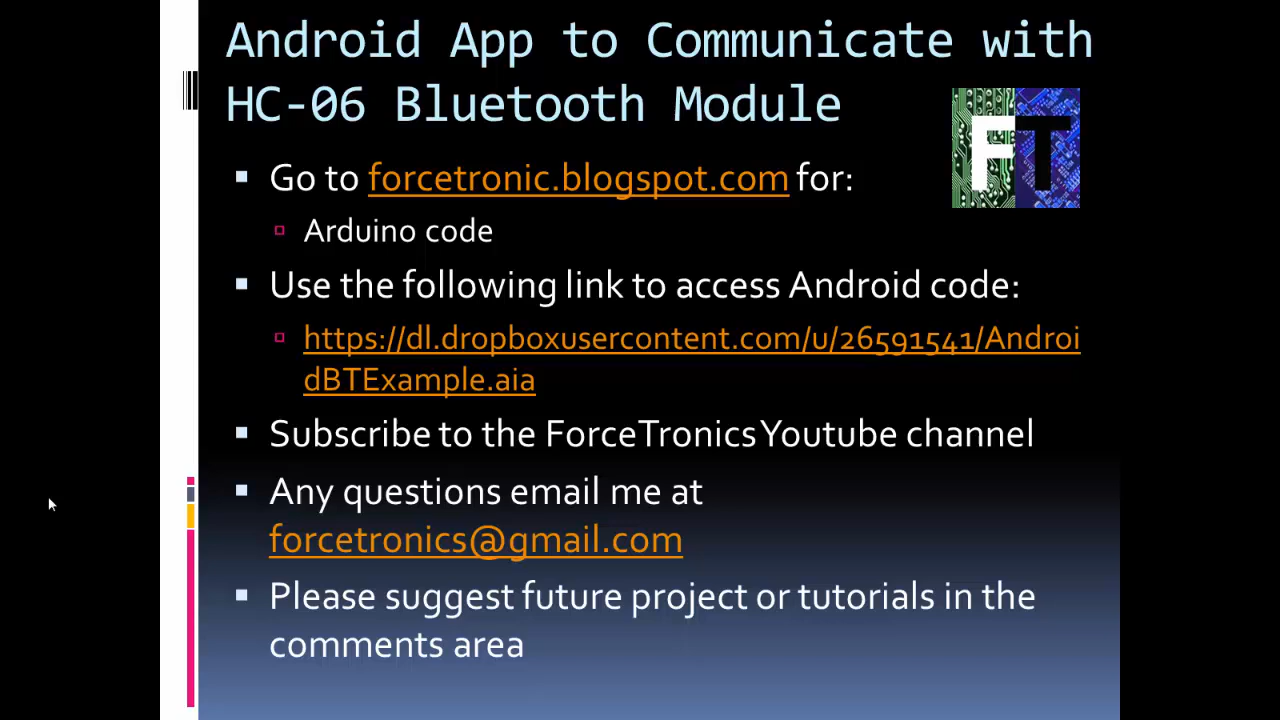 Android App to Communicate with
HC-06 Bluetooth Module
FT
Go to forcetronic.blogspot.com for:
Arduino code
Use the following link to access Android code:
https://dl.dropboxusercontent.com/u/26591541/Androi
dBTExample.aia
Subscribe to the ForceTronics Youtube channel
Any questions email me at
forcetronics@gmail.com
Please suggest future project or tutorials in the
comments area